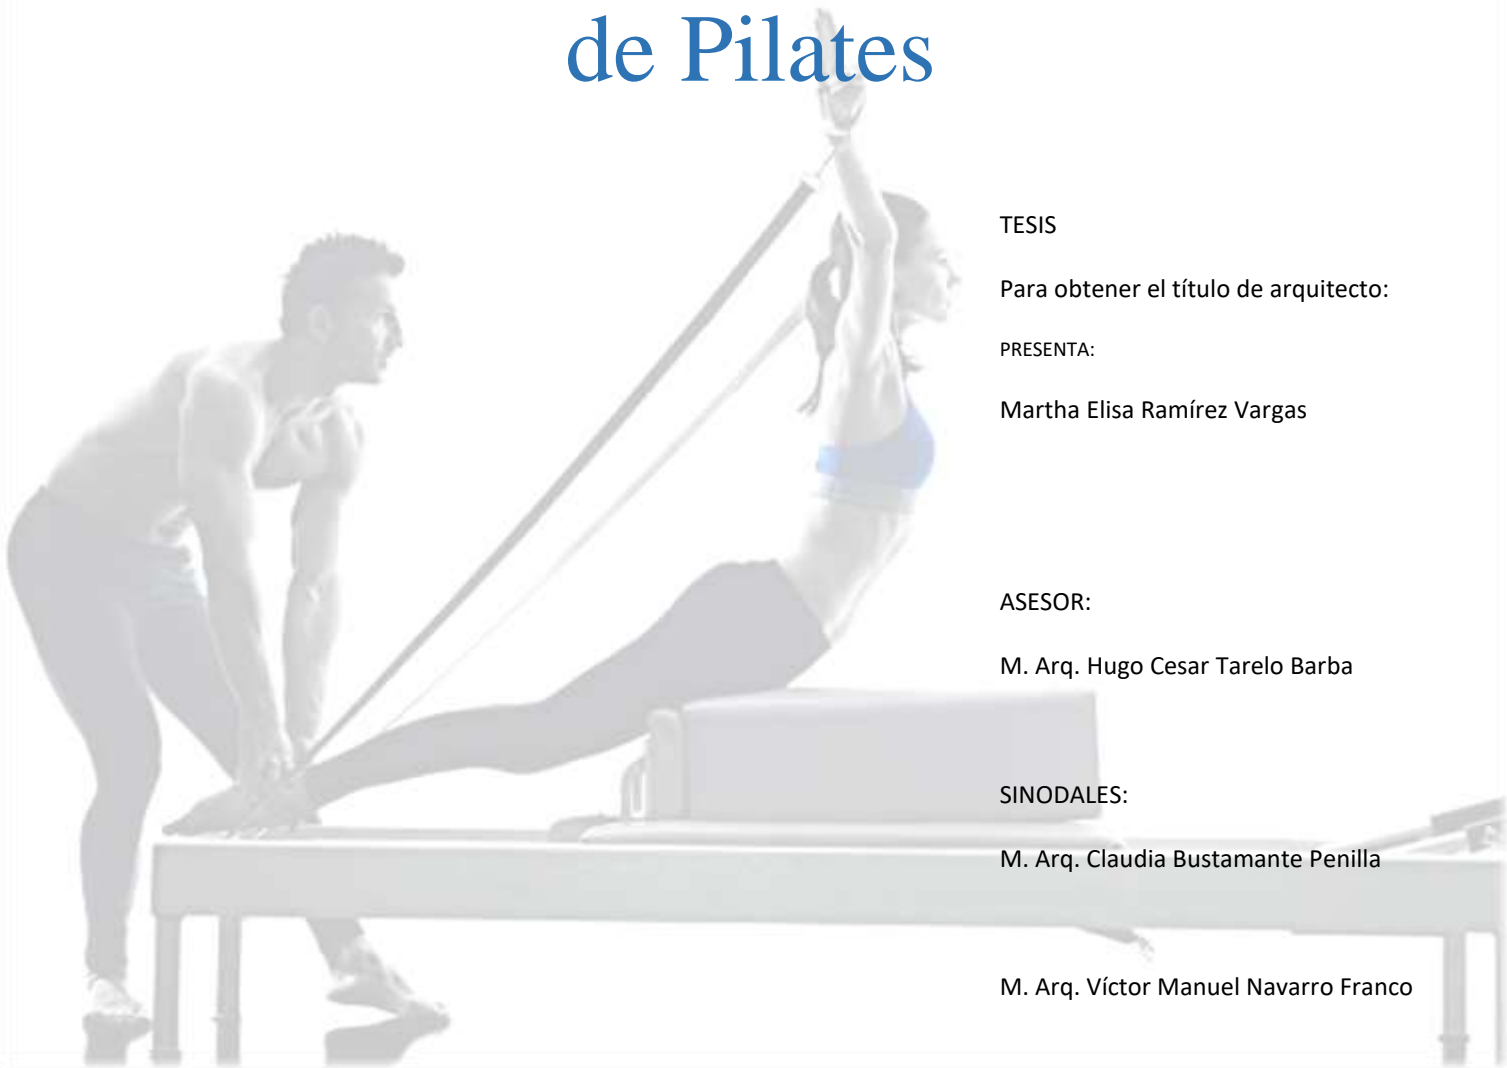 de Pilates
TESIS
Para obtener el título de arquitecto:
PRESENTA:
Martha Elisa Ramírez Vargas
ASESOR:
M. Arq. Hugo Cesar Tarelo Barba
SINODALES:
M. Arq. Claudia Bustamante Penilla
M. Arq. Víctor Manuel Navarro Franco